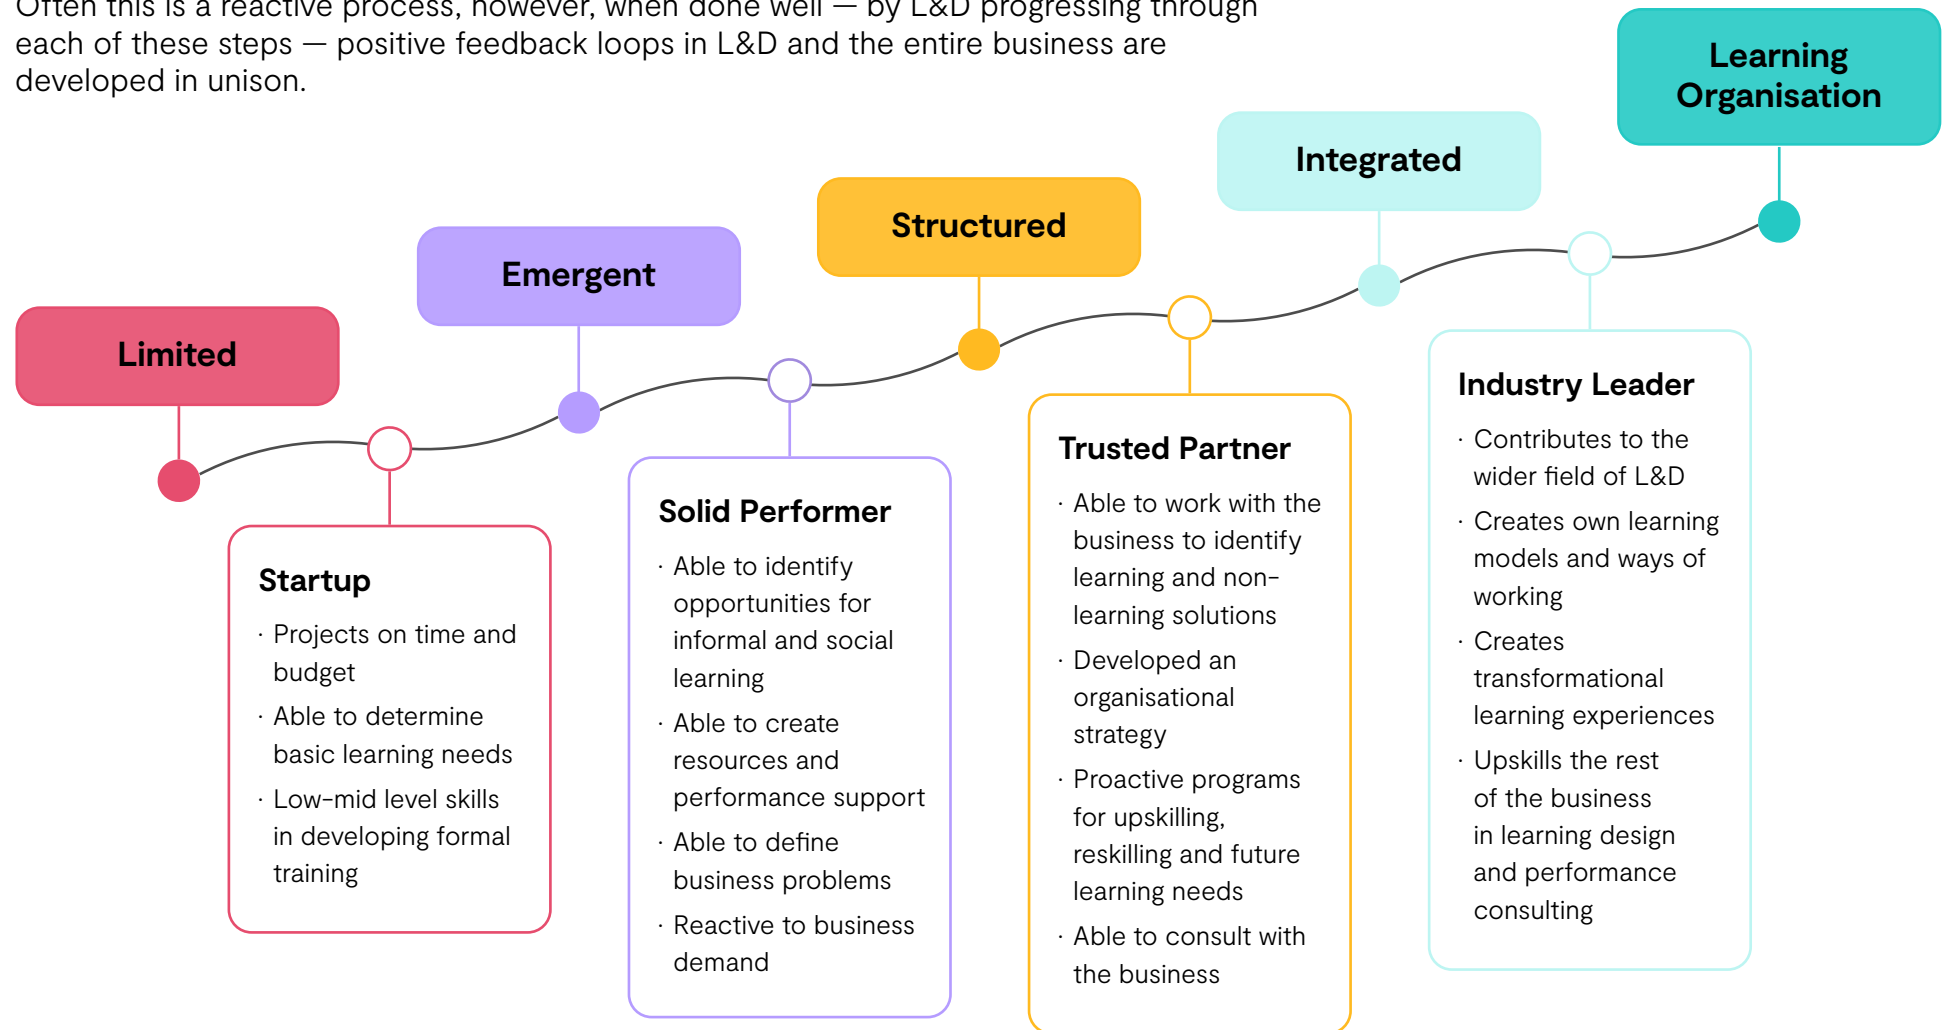 Often this is a reactive process, however, when done well — by L&D progressing through
each of these steps — positive feedback loops in L&D and the entire business are
developed in unison.
Learning
Organisation
Integrated
Structured
Emergent
Limited
Startup
· Projects on time and
budget
· Able to determine
basic learning needs
· Low-mid level skills
in developing formal
training
Solid Performer
· Able to identify
opportunities for
informal and social
learning
· Able to create
resources and
performance support
· Able to define
business problems
· Reactive to business
demand
Trusted Partner
· Able to work with the
business to identify
learning and non-
learning solutions
· Developed an
organisational
strategy
· Proactive programs
for upskilling,
reskilling and future
learning needs
· Able to consult with
the business
Industry Leader
· Contributes to the
wider field of L&D
· Creates own learning
models and ways of
working
· Creates
transformational
learning experiences
· Upskills the rest
of the business
in learning design
and performance
consulting